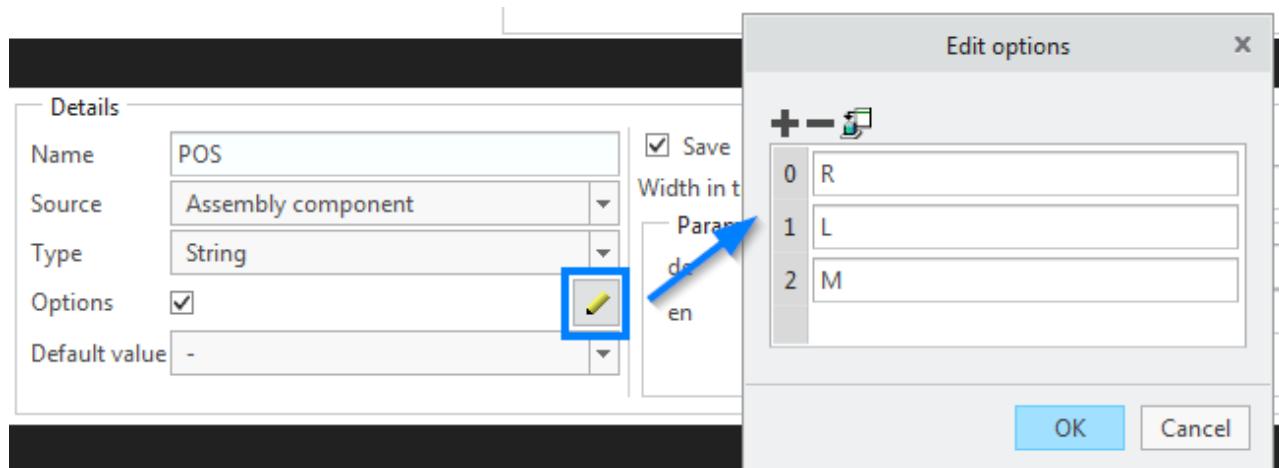 Edit options
x
Details
Name
POS
Save
Source
Assembly component
Width in t
Type
String
Options
Default value
-
de
en
0
R
1
L
2
M
OK
Cancel